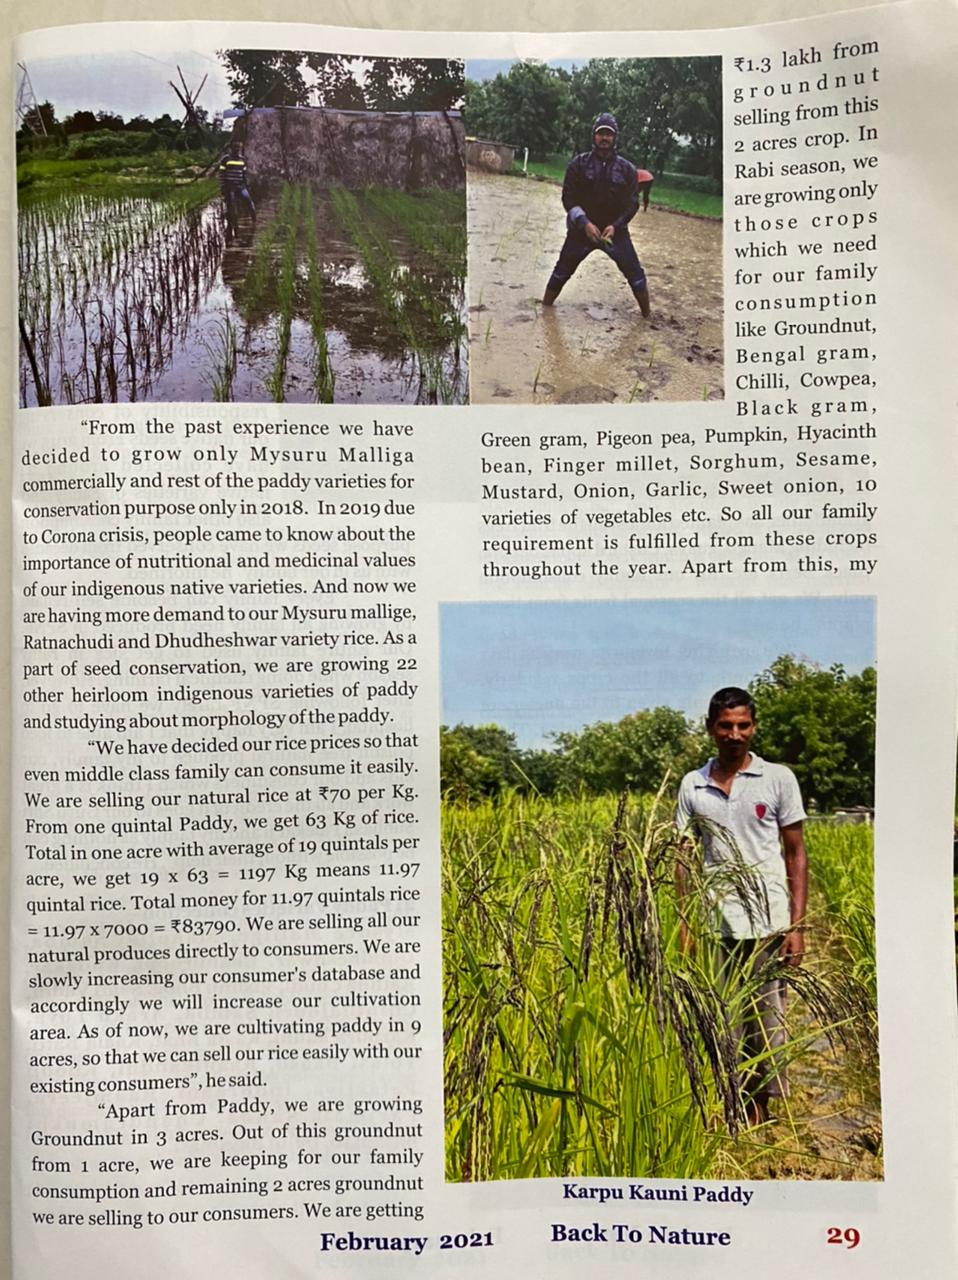 “From the past experience we have
decided to grow only Mysuru Malliga
commercially and rest of the paddy varieties for
conservation purpose only in 2018. In 2019 due
to Corona crisis, people came to know about the
importance of nutritional and medicinal values
of our indigenous native varieties. And now we
are having more demand to our Mysuru mallige,
Ratnachudi and Dhudheshwar variety rice. As a
part of seed conservation, we are growing 22
other heirloom indigenous varieties of paddy
and studying about morphology of the paddy.
“We have decided our rice prices so that
even middle class family can consume it easily.
We are selling our natural rice at ₹70 per Kg.
From one quintal Paddy, we get 63 Kg of rice.
Total in one acre with average of 19 quintals per
acre, we get 19 x 63 = 1197 Kg means 11.97
quintal rice. Total money for 11.97 quintals rice
= 11.97 x 7000 = ₹83790. We are selling all our
natural produces directly to consumers. We are
slowly increasing our consumer's database and
accordingly we will increase our cultivation
area. As of now, we are cultivating paddy in 9
acres, so that we can sell our rice easily with our
existing consumers”, he said.
“Apart from Paddy, we are growing
Groundnut in 3 acres. Out of this groundnut
from 1 acre, we are keeping for our family
consumption and remaining 2 acres groundnut
we are selling to our consumers. We are getting
₹1.3 lakh from
groundnut
selling from this
2 acres crop. In
Rabi season, we
are growing only
those crops
which we need
for our family
consumption
like Groundnut,
Bengal gram,
Chilli, Cowpea,
Black gram,
Green gram, Pigeon pea, Pumpkin, Hyacinth
bean, Finger millet, Sorghum, Sesame,
Mustard, Onion, Garlic, Sweet onion, 10
varieties of vegetables etc. So all our family
requirement is fulfilled from these crops
throughout the year. Apart from this, my
Karpu Kauni Paddy
February 2021 Back To Nature 29